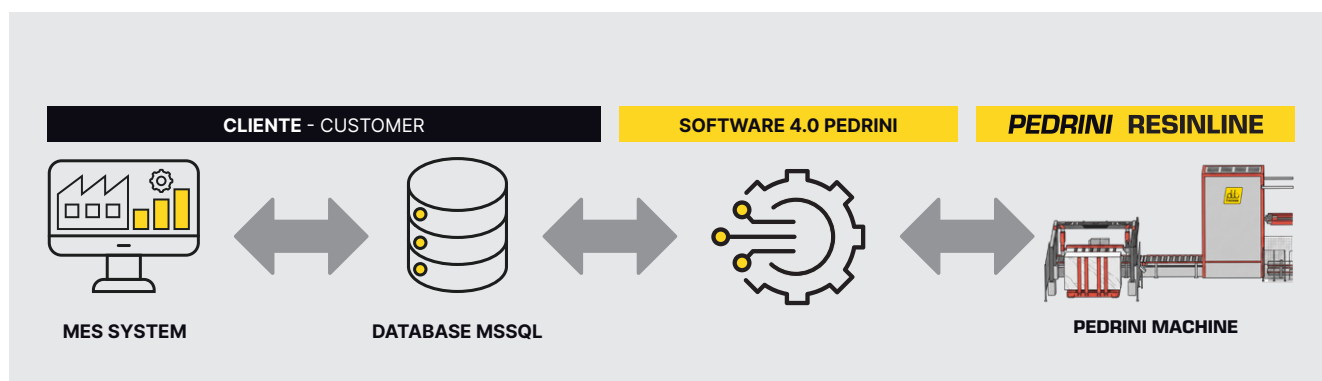 CLIENTE - CUSTOMER
SOFTWARE 4.0 PEDRINI
PEDRINI RESINLINE
MES SYSTEM
DATABASE MSSQL
PEDRINI MACHINE